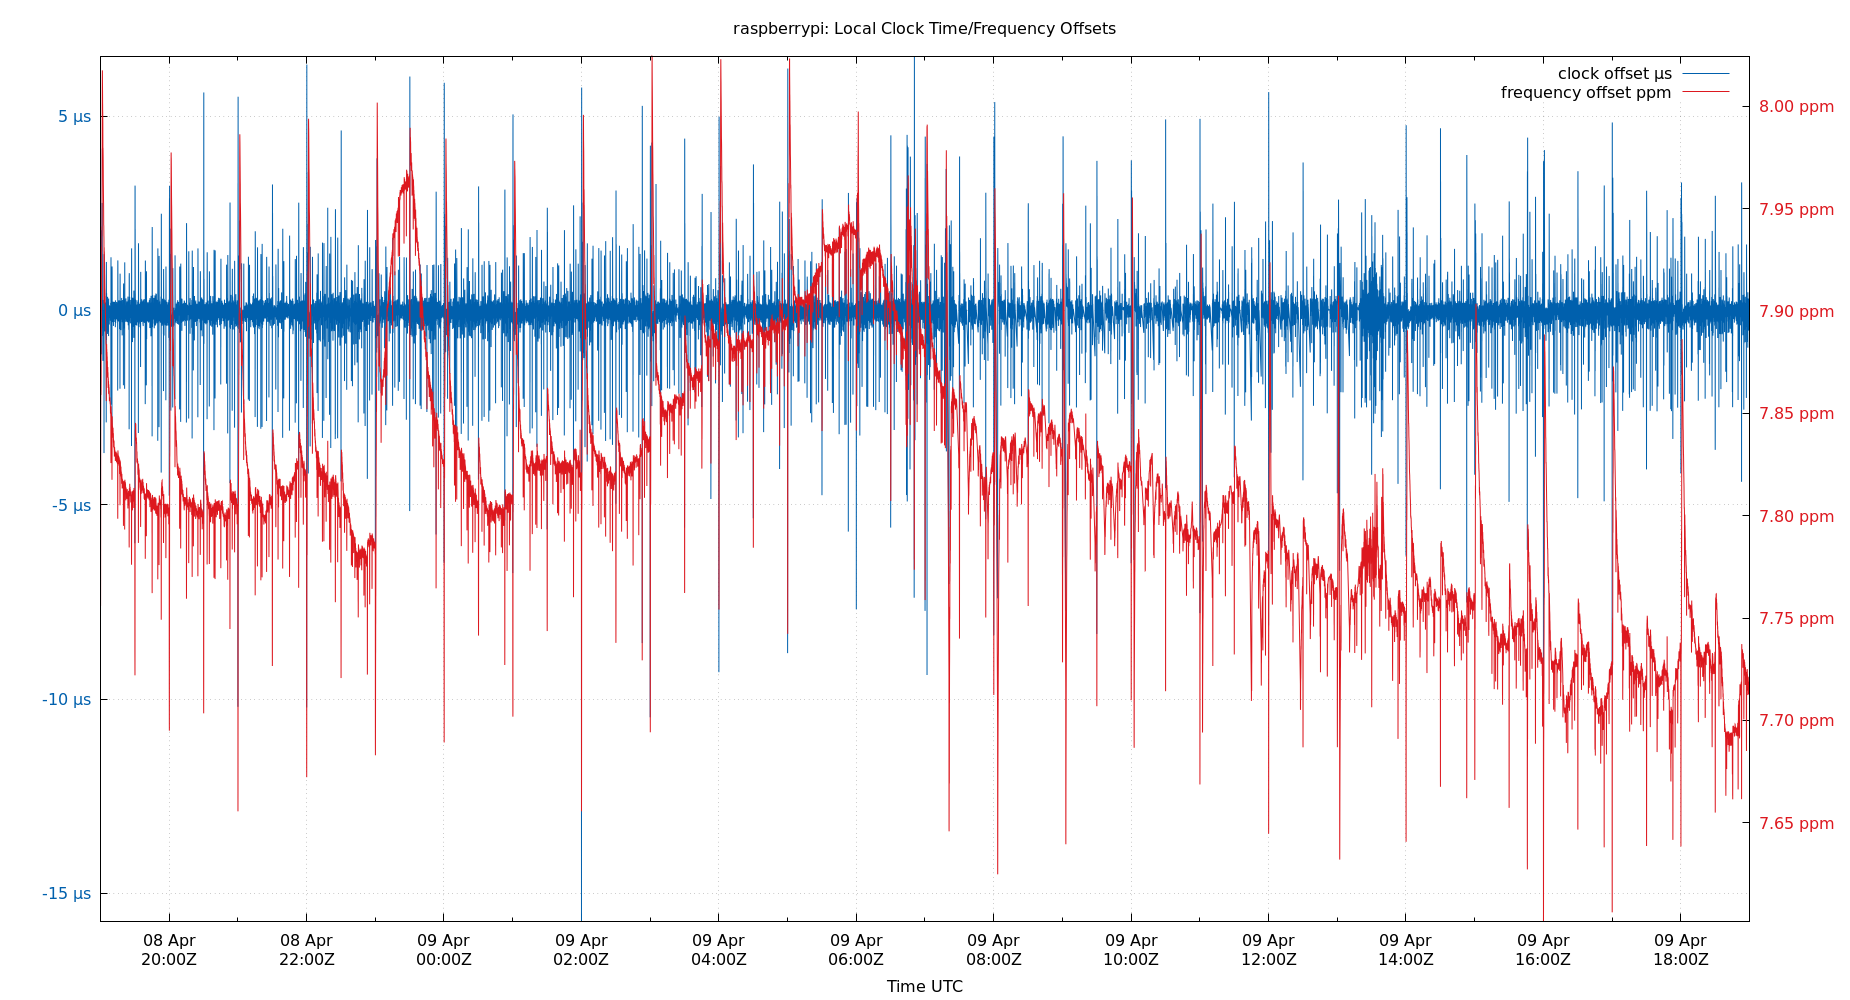 raspberrypi: Local Clock Time/Frequency Offsets
clock offset µs
frequency offset ppm
5 µs
0 µs
-5 µs
-10 µs
-15 µs
8.00 ppm
7.95 ppm
7.90 ppm
7.85 ppm
7.80 ppm
7.75 ppm
7.70 ppm
7.65 ppm
08 Apr 08 Apr 09 Apr 09 Apr 09 Apr 09 Apr 09 Apr 09 Apr 09 Apr 09 Apr 09 Apr 09 Apr
20:00Z 22:00Z 00:00Z 02:00Z 04:00Z 06:00Z 08:00Z 10:00Z 12:00Z 14:00Z 16:00Z 18:00Z
Time UTC